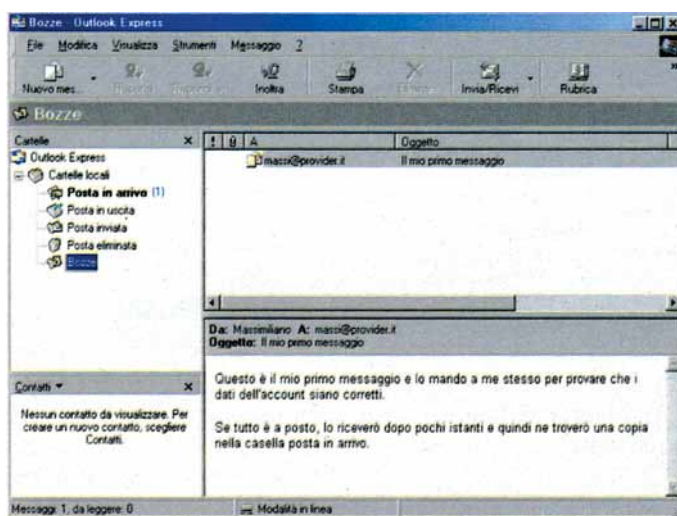 Bozze - Outlook Express
File Modifica Visualizza Strumenti Messaggio ?
Nuovo mes... Inoltra Stampa Invia/Ricevi Rubrica
Bozze
Cartelle
Outlook Express
Cartelle locali
Posta in arrivo (1)
Posta in uscita
Posta inviata
Posta eliminata
Bozze
! A Oggetto
massi@provider.it Il mio primo messaggio
Da: Massimiliano A: massi@provider.it
Oggetto: Il mio primo messaggio
Questo è il mio primo messaggio e lo mando a me stesso per provare che i
dati dell'account siano corretti.
Se tutto è a posto, lo riceverò dopo pochi istanti e quindi ne troverò una copia
nella casella posta in arrivo.
Contatti
Nessun contatto da visualizzare. Per
creare un nuovo contatto, scegliere
Contatti.
Messaggi: 1, da leggere: 0 Modalità in linea